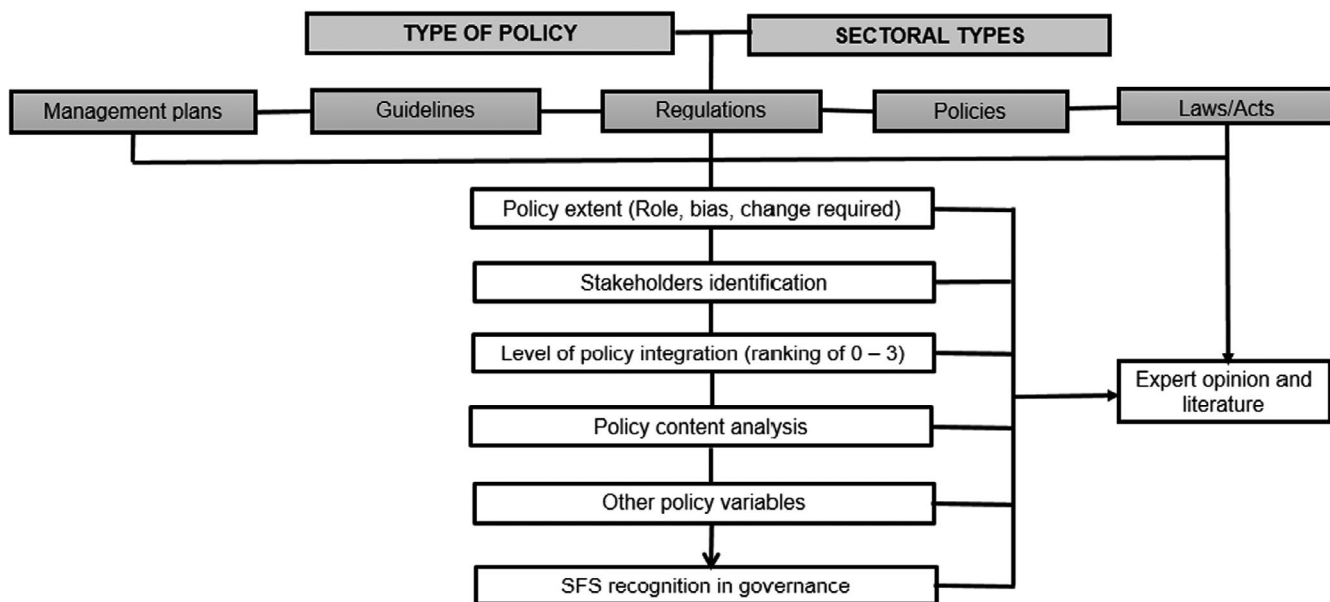 TYPE OF POLICY
SECTORAL TYPES
Management plans
Guidelines
Regulations
Policies
Laws/Acts
Policy extent (Role, bias, change required)
Stakeholders identification
Level of policy integration (ranking of 0 – 3)
Expert opinion and
literature
Policy content analysis
Other policy variables
SFS recognition in governance